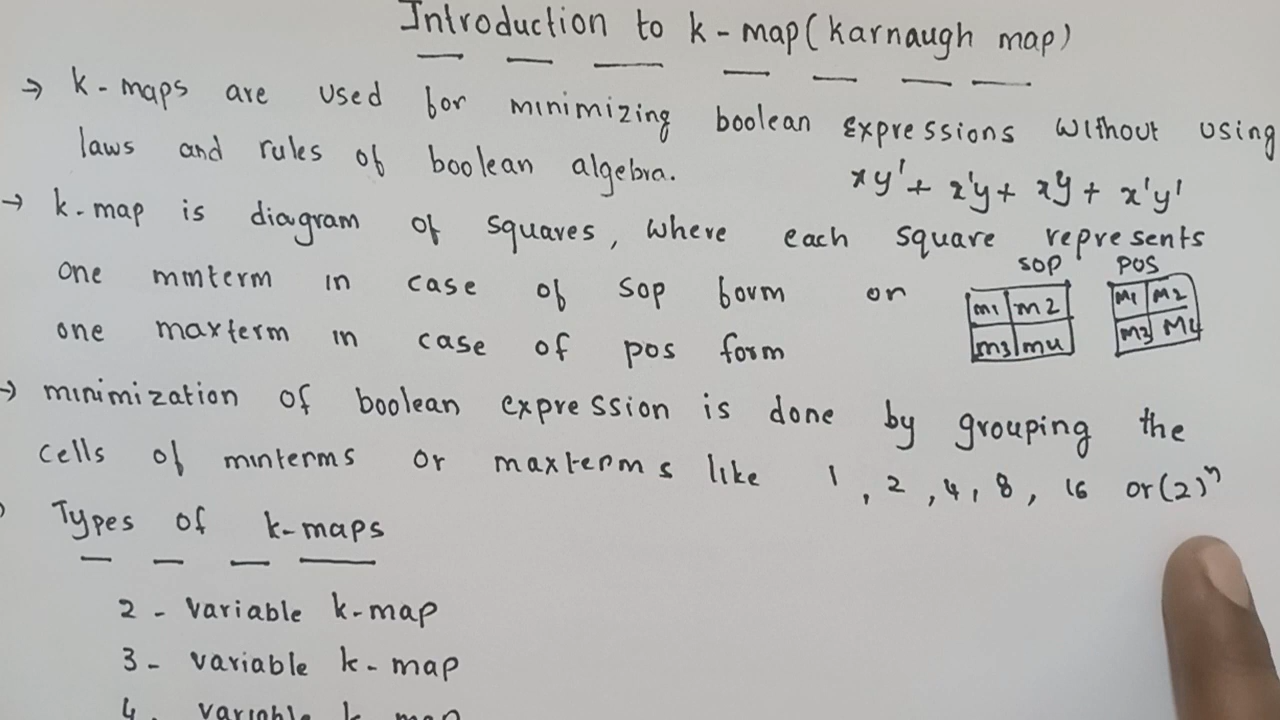 Introduction to k-map(karnaugh map)
→ k-maps are used for minimizing boolean expressions without using
laws and rules of boolean algebra.
xy'+ x'y+ xy+ x'y'
→ k-map is diagram of squares, where each square represents
one minterm in case of sop form or
one maxterm in case of pos form
SOP
m1 m2
m3 m4
POS
M1 M2
M3 M4
→ minimization of boolean expression is done by grouping the
cells of minterms or maxterms like 1, 2, 4, 8, 16 or (2)ⁿ
Types of k-maps
2 - variable k-map
3 - variable k-map
4. variable k map